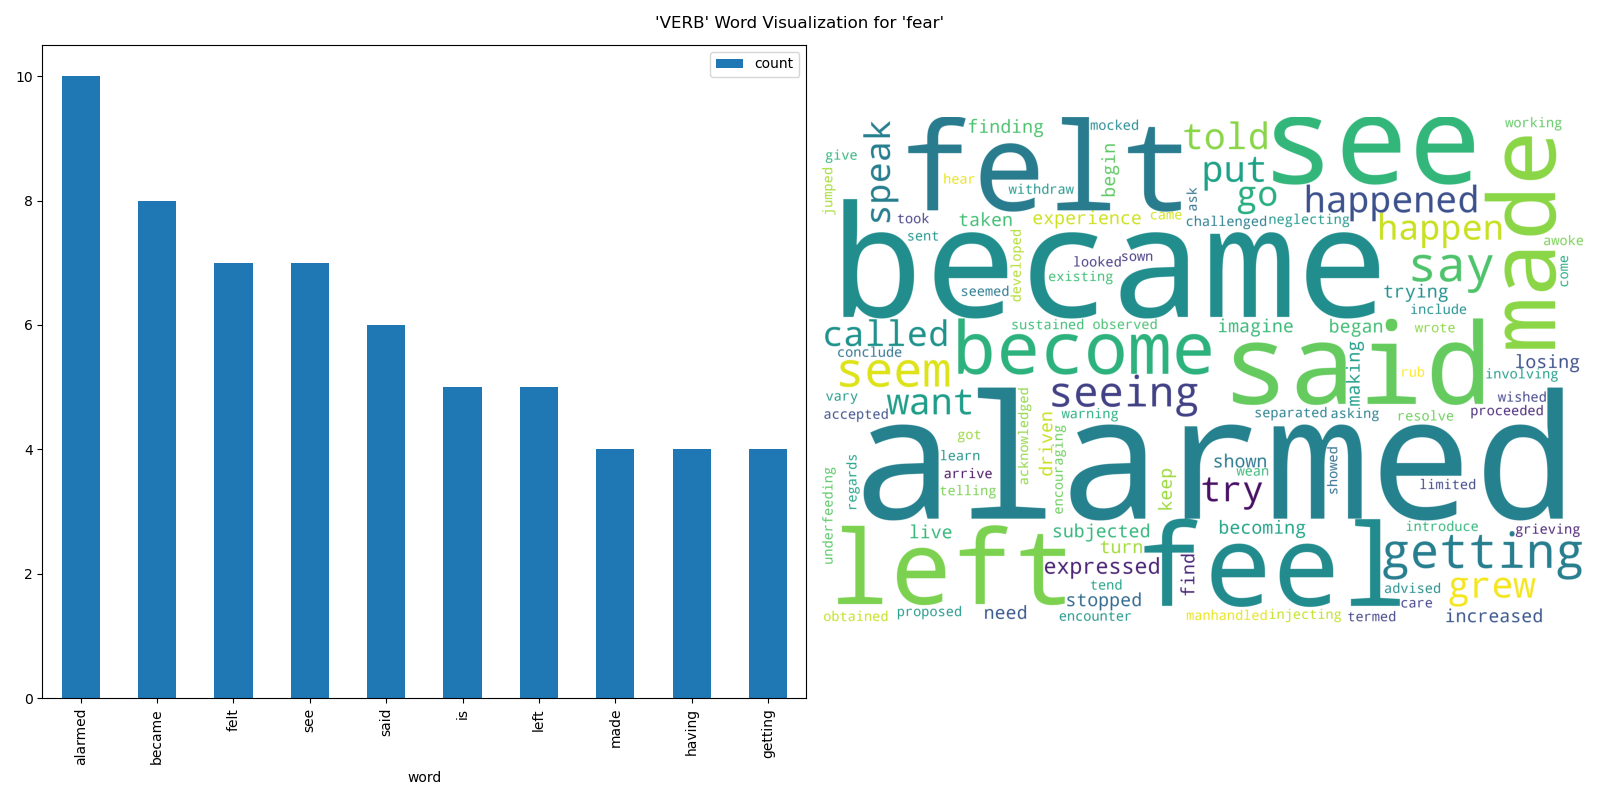 'VERB' Word Visualization for 'fear'
count
10
8
6
4
2
0
alarmed
became
felt
see
said
is
left
made
having
getting
word
finding
mocked
working
felt
see
told
speak
give
begin
put
made
jumped
hear
withdraw
ask
go
happened
took
taken
experience
came
challenged
neglecting
happen
sent
became
awoke
developed
looked
sown
say
come
existing
seemed
trying
include
sustained
observed
imagine
began
wrote
called
become
said
conclude
making
losing
seem
rub
involving
seeing
vary
want
wished
accepted
acknowledged
warning
separated
asking
resolve
proceeded
alarmed
driven
got
encouraging
learn
shown
showed
regards
arrive
wean
keep
limited
telling
try
underfeeding
left
live
subjected
feel
becoming
introduce
grieving
turn
getting
expressed
find
tend
advised
grew
stopped
care
obtained
proposed
need
encounter
manhandled
injecting
termed
increased